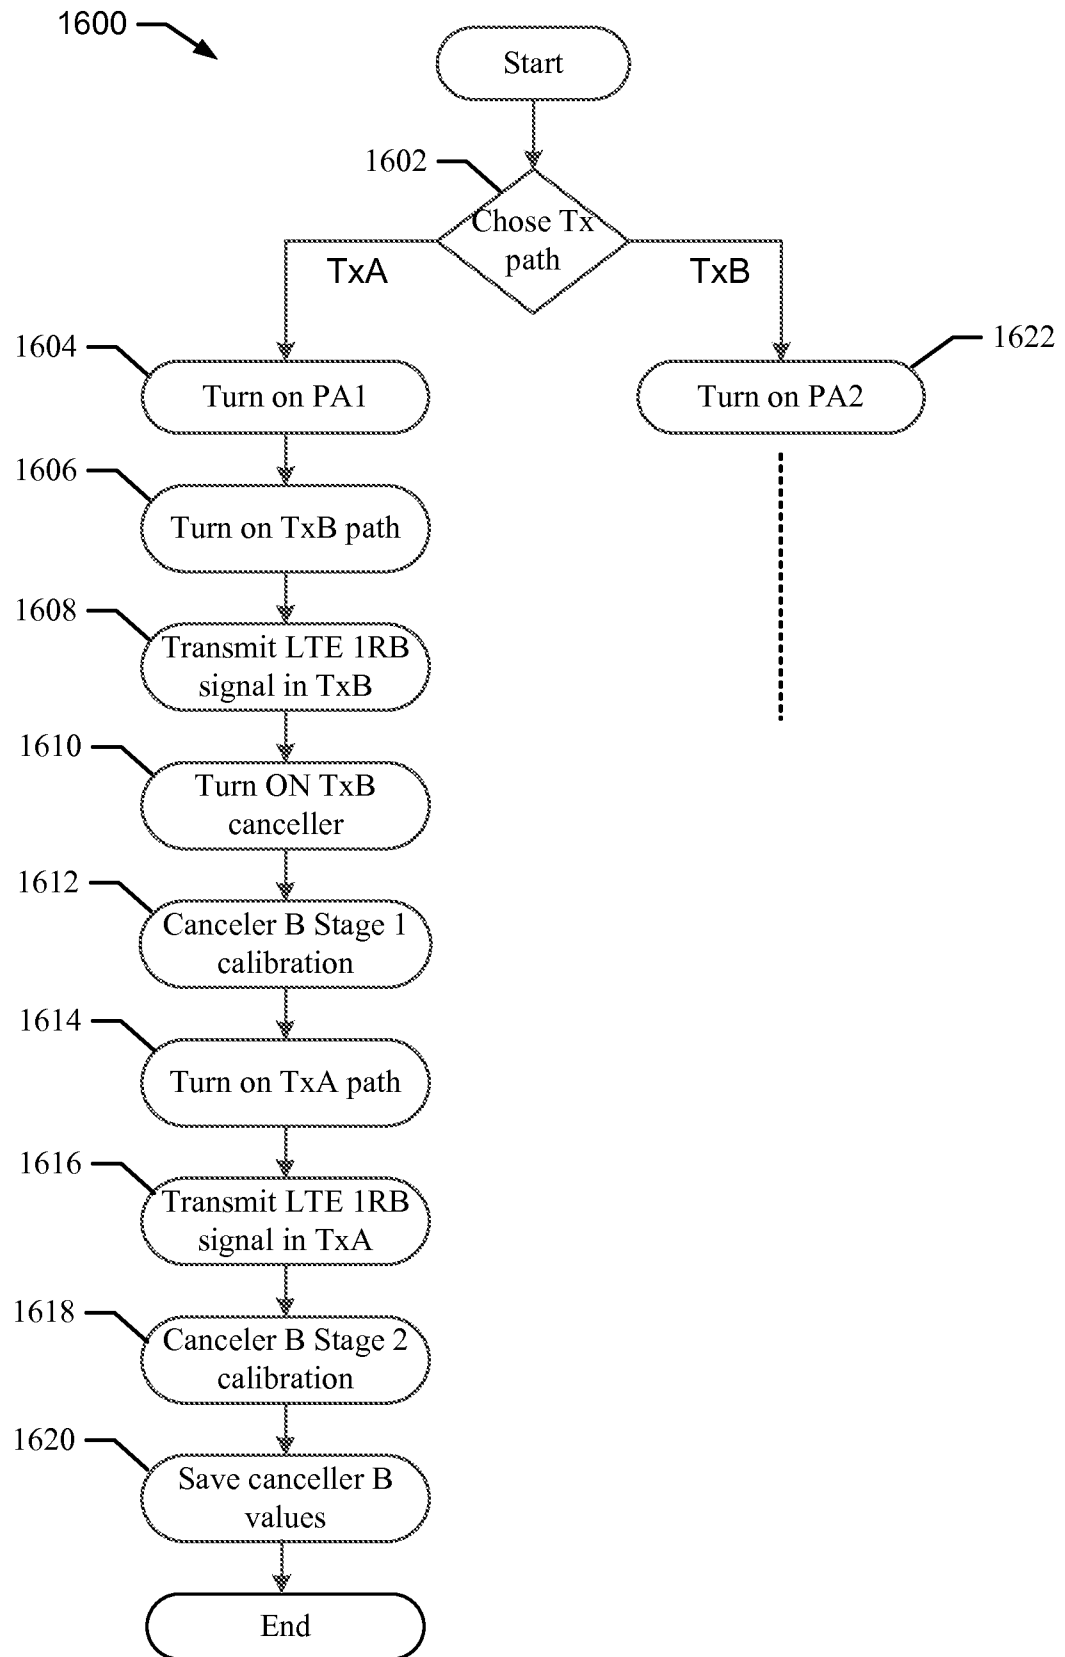 1600
Start
1602
Chose Tx
path
TxA
TxB
1604
Turn on PA1
1622
Turn on PA2
1606
Turn on TxB path
1608
Transmit LTE 1RB
signal in TxB
1610
Turn ON TxB
canceller
1612
Canceler B Stage 1
calibration
1614
Turn on TxA path
1616
Transmit LTE 1RB
signal in TxA
1618
Canceler B Stage 2
calibration
1620
Save canceller B
values
End